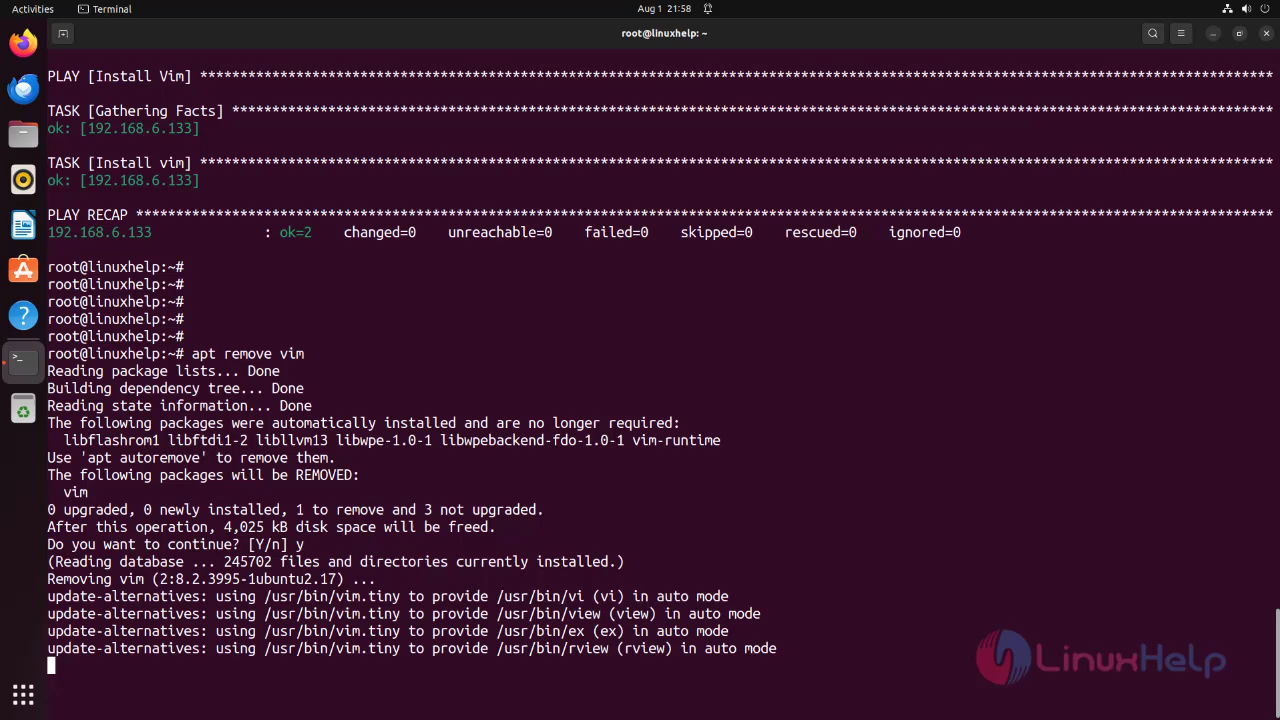 Activities Terminal Aug 1 21:58
root@linuxhelp: ~
PLAY [Install Vim] **************************************************************************************************************************************
TASK [Gathering Facts] **********************************************************************************************************************************
ok: [192.168.6.133]
TASK [Install vim] **************************************************************************************************************************************
ok: [192.168.6.133]
PLAY RECAP **********************************************************************************************************************************************
192.168.6.133 : ok=2 changed=0 unreachable=0 failed=0 skipped=0 rescued=0 ignored=0
root@linuxhelp:~#
root@linuxhelp:~#
root@linuxhelp:~#
root@linuxhelp:~#
root@linuxhelp:~#
root@linuxhelp:~# apt remove vim
Reading package lists... Done
Building dependency tree... Done
Reading state information... Done
The following packages were automatically installed and are no longer required:
libflashrom1 libftdi1-2 libllvm13 libwpe-1.0-1 libwpebackend-fdo-1.0-1 vim-runtime
Use 'apt autoremove' to remove them.
The following packages will be REMOVED:
vim
0 upgraded, 0 newly installed, 1 to remove and 3 not upgraded.
After this operation, 4,025 kB disk space will be freed.
Do you want to continue? [Y/n] y
(Reading database ... 245702 files and directories currently installed.)
Removing vim (2:8.2.3995-1ubuntu2.17) ...
update-alternatives: using /usr/bin/vim.tiny to provide /usr/bin/vi (vi) in auto mode
update-alternatives: using /usr/bin/vim.tiny to provide /usr/bin/view (view) in auto mode
update-alternatives: using /usr/bin/vim.tiny to provide /usr/bin/ex (ex) in auto mode
update-alternatives: using /usr/bin/vim.tiny to provide /usr/bin/rview (rview) in auto mode
LinuxHelp